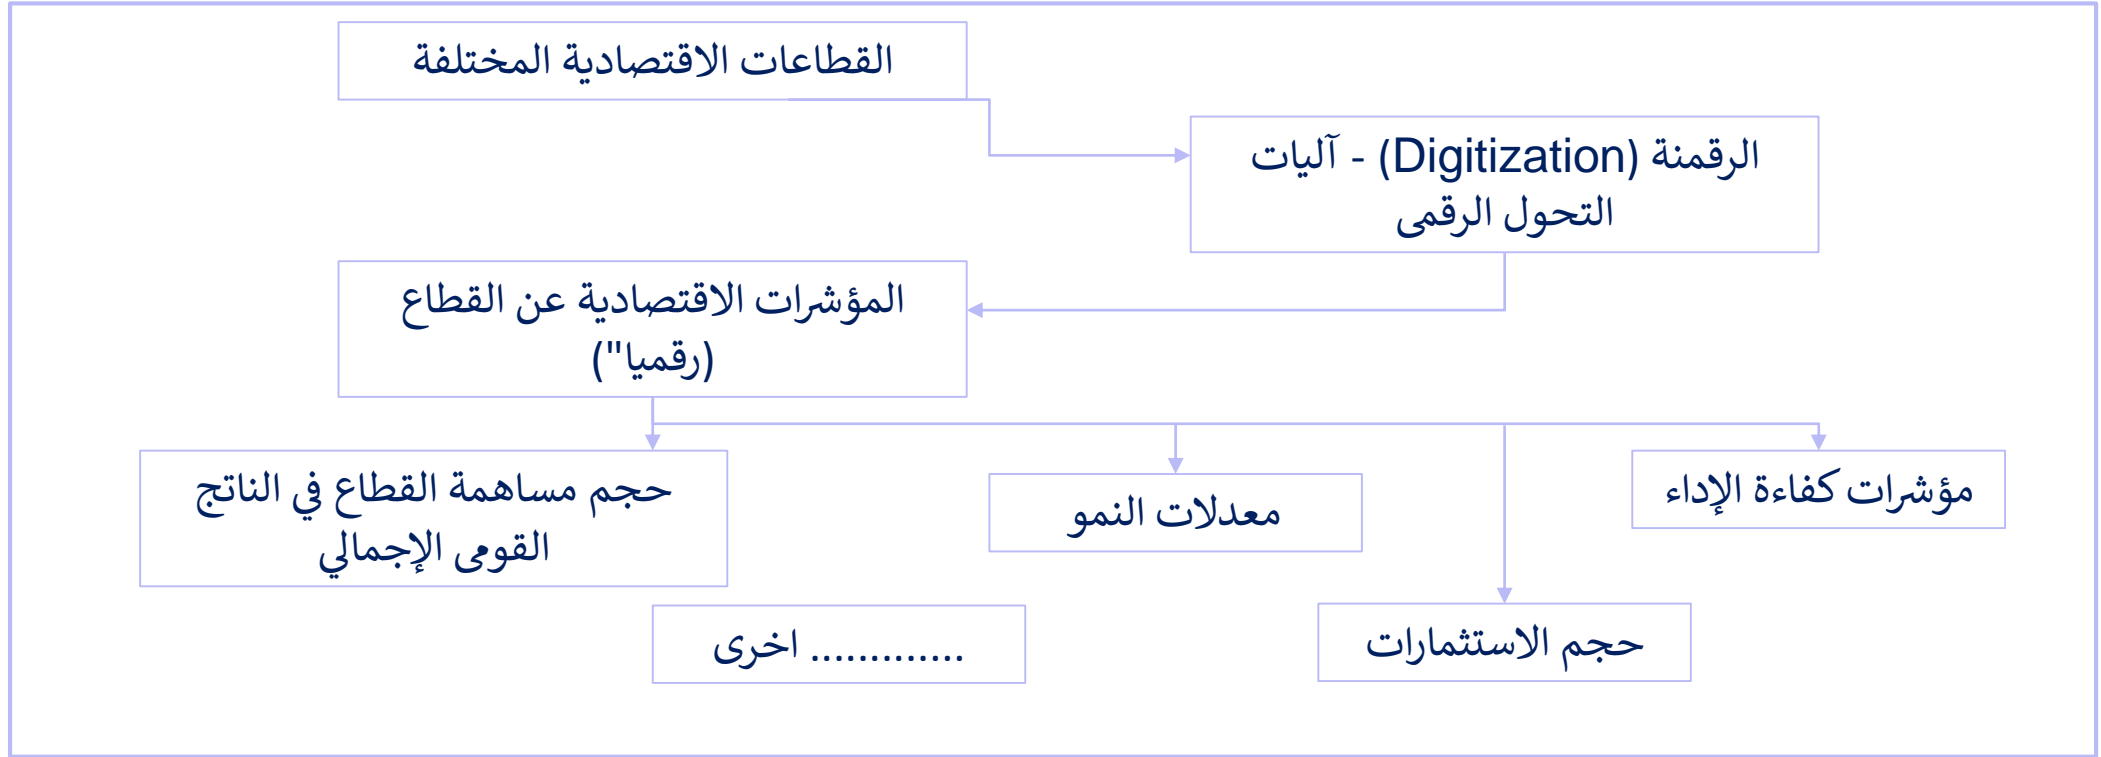 القطاعات الاقتصادية المختلفة
الرقمنة (Digitization) - آليات
التحول الرقمى
المؤشرات الاقتصادية عن القطاع
(رقميا")
مؤشرات كفاءة الإداء
معدلات النمو
حجم مساهمة القطاع في الناتج
القومى الإجمالي
حجم الاستثمارات
............. اخرى